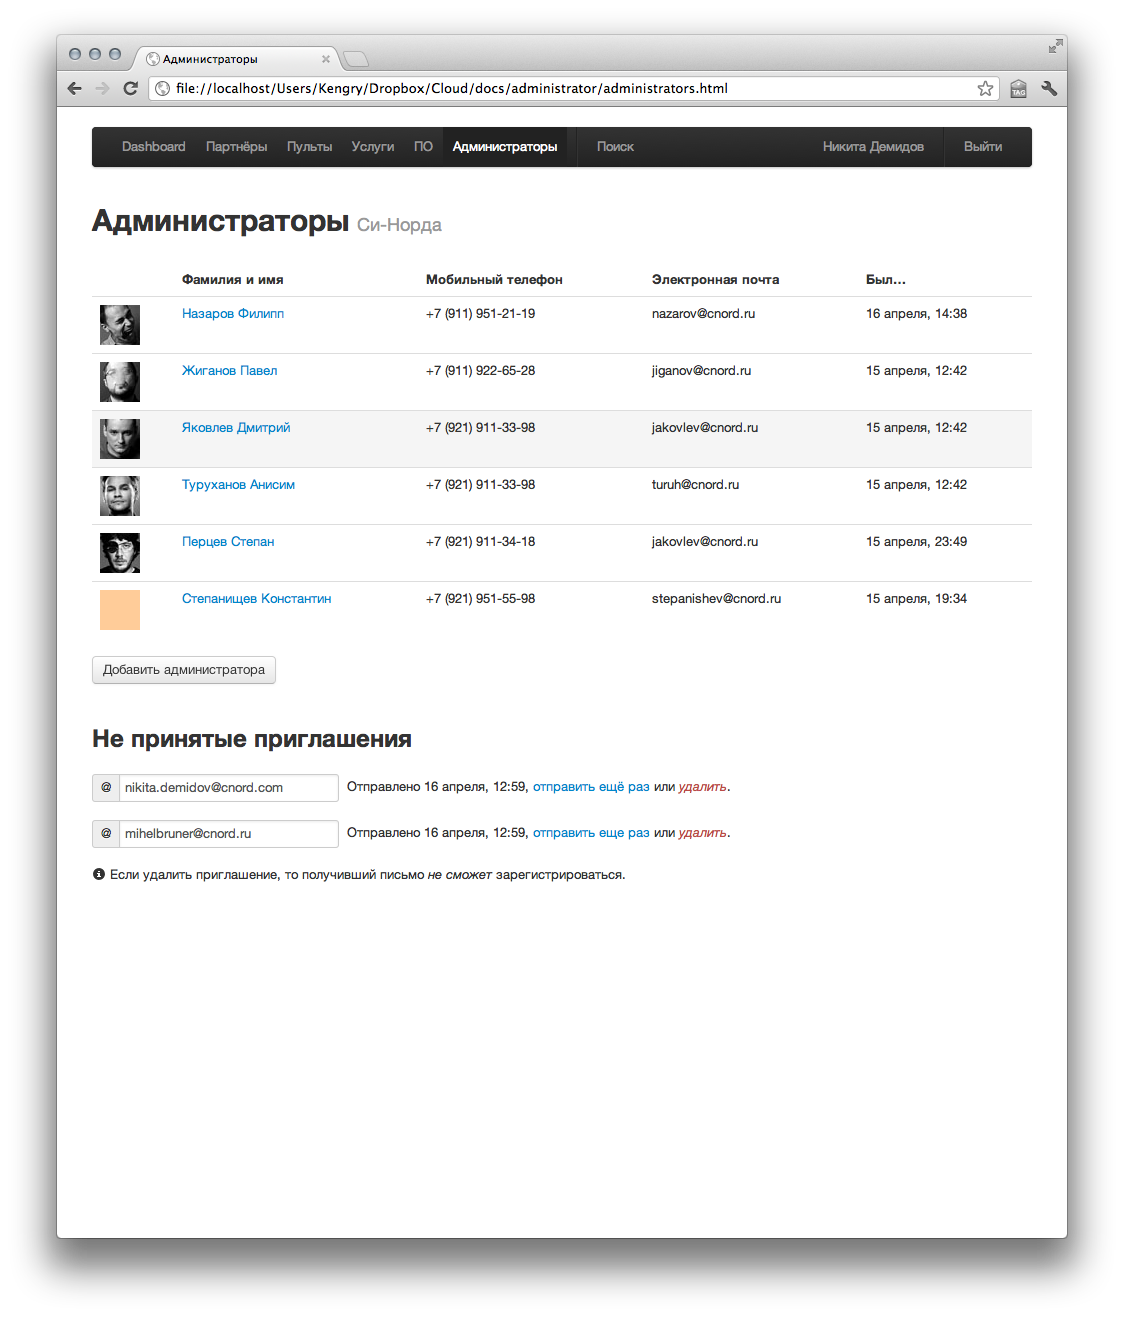 Администраторы
file://localhost/Users/Kengry/Dropbox/Cloud/docs/administrator/administrators.html
TAG
Dashboard Партнёры Пульты Услуги ПО Администраторы Поиск Никита Демидов Выйти
Администраторы Си-Норда
Фамилия и имя Мобильный телефон Электронная почта Был...
Назаров Филипп +7 (911) 951-21-19 nazarov@cnord.ru 16 апреля, 14:38
Жиганов Павел +7 (911) 922-65-28 jiganov@cnord.ru 15 апреля, 12:42
Яковлев Дмитрий +7 (921) 911-33-98 jakovlev@cnord.ru 15 апреля, 12:42
Туруханов Анисим +7 (921) 911-33-98 turuh@cnord.ru 15 апреля, 12:42
Перцев Степан +7 (921) 911-34-18 jakovlev@cnord.ru 15 апреля, 23:49
Степанищев Константин +7 (921) 951-55-98 stepanishev@cnord.ru 15 апреля, 19:34
Добавить администратора
Не принятые приглашения
@ nikita.demidov@cnord.com Отправлено 16 апреля, 12:59, отправить ещё раз или удалить.
@ mihelbruner@cnord.ru Отправлено 16 апреля, 12:59, отправить еще раз или удалить.
Если удалить приглашение, то получивший письмо не сможет зарегистрироваться.